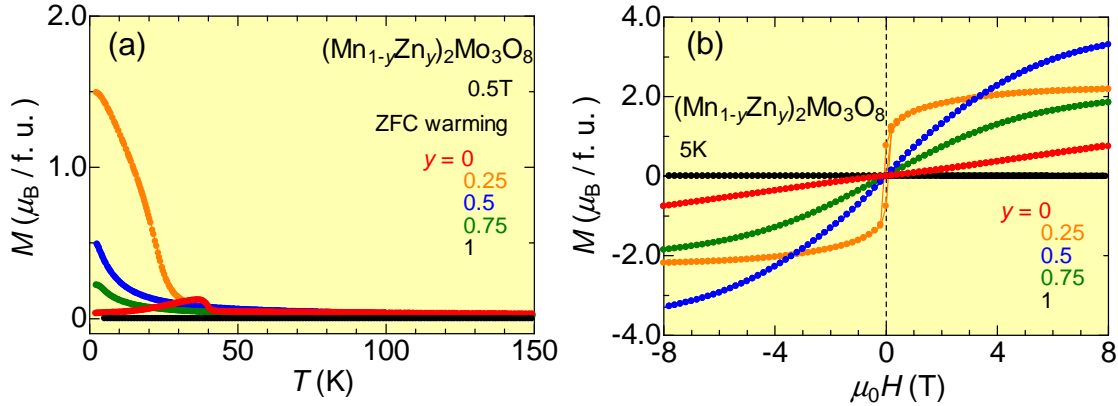 (a)
(Mn1-yZny)2Mo3O8
0.5T
ZFC warming
y = 0
0.25
0.5
0.75
1
2.0
1.0
0
M (μB / f. u.)
0
50
100
150
T (K)
(b)
(Mn1-yZny)2Mo3O8
5K
y = 0
0.25
0.5
0.75
1
4.0
2.0
0
-2.0
-4.0
M (μB / f. u.)
-8
-4
0
4
8
μ0H (T)